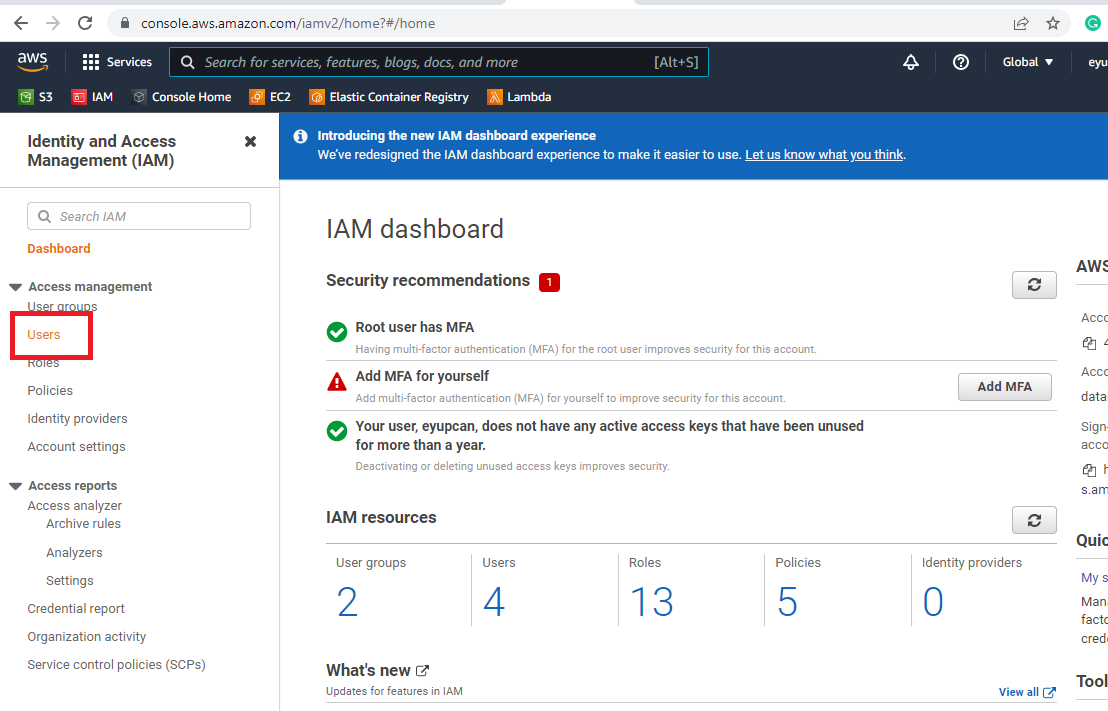 console.aws.amazon.com/iamv2/home?#/home
aws
Services
Search for services, features, blogs, docs, and more
[Alt+S]
Global
eyu
S3
IAM
Console Home
EC2
Elastic Container Registry
Lambda
Identity and Access
Management (IAM)
Search IAM
Dashboard
Access management
User groups
Users
Roles
Policies
Identity providers
Account settings
Access reports
Access analyzer
Archive rules
Analyzers
Settings
Credential report
Organization activity
Service control policies (SCPs)
Introducing the new IAM dashboard experience
We've redesigned the IAM dashboard experience to make it easier to use. Let us know what you think.
IAM dashboard
Security recommendations 1
Root user has MFA
Having multi-factor authentication (MFA) for the root user improves security for this account.
Add MFA for yourself
Add multi-factor authentication (MFA) for yourself to improve security for this account.
Add MFA
Your user, eyupcan, does not have any active access keys that have been unused
for more than a year.
Deactivating or deleting unused access keys improves security.
IAM resources
User groups
2
Users
4
Roles
13
Policies
5
Identity providers
0
What's new
Updates for features in IAM
View all
AWS
Acco
4
Acco
data
Sign-
acco
h
s.am
Quic
My s
Mana
facto
crede
Tool